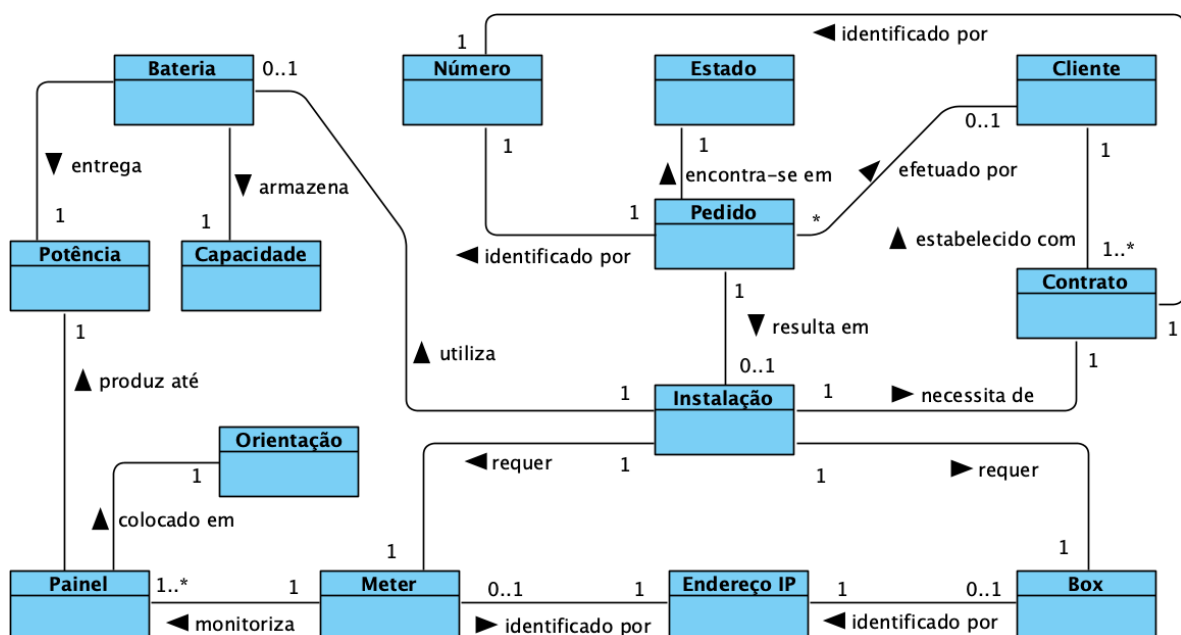 1 ◄ identificado por
Bateria 0..1 Número Estado Cliente
1 1 0..1 1
▼ entrega ▼ armazena ▲ encontra-se em efetuado por
1 1 1 Pedido * ▲ estabelecido com
Potência Capacidade ◄ identificado por 1..*
Contrato
1 1 ▼ resulta em 1 1
▲ utiliza 0..1
▲ produz até 1 Instalação 1 ► necessita de
Orientação
1 ◄ requer 1 1 ► requer
▲ colocado em
1 1
Painel 1..* 1 Meter 0..1 1 Endereço IP 1 0..1 Box
◄ monitoriza ► identificado por ◄ identificado por